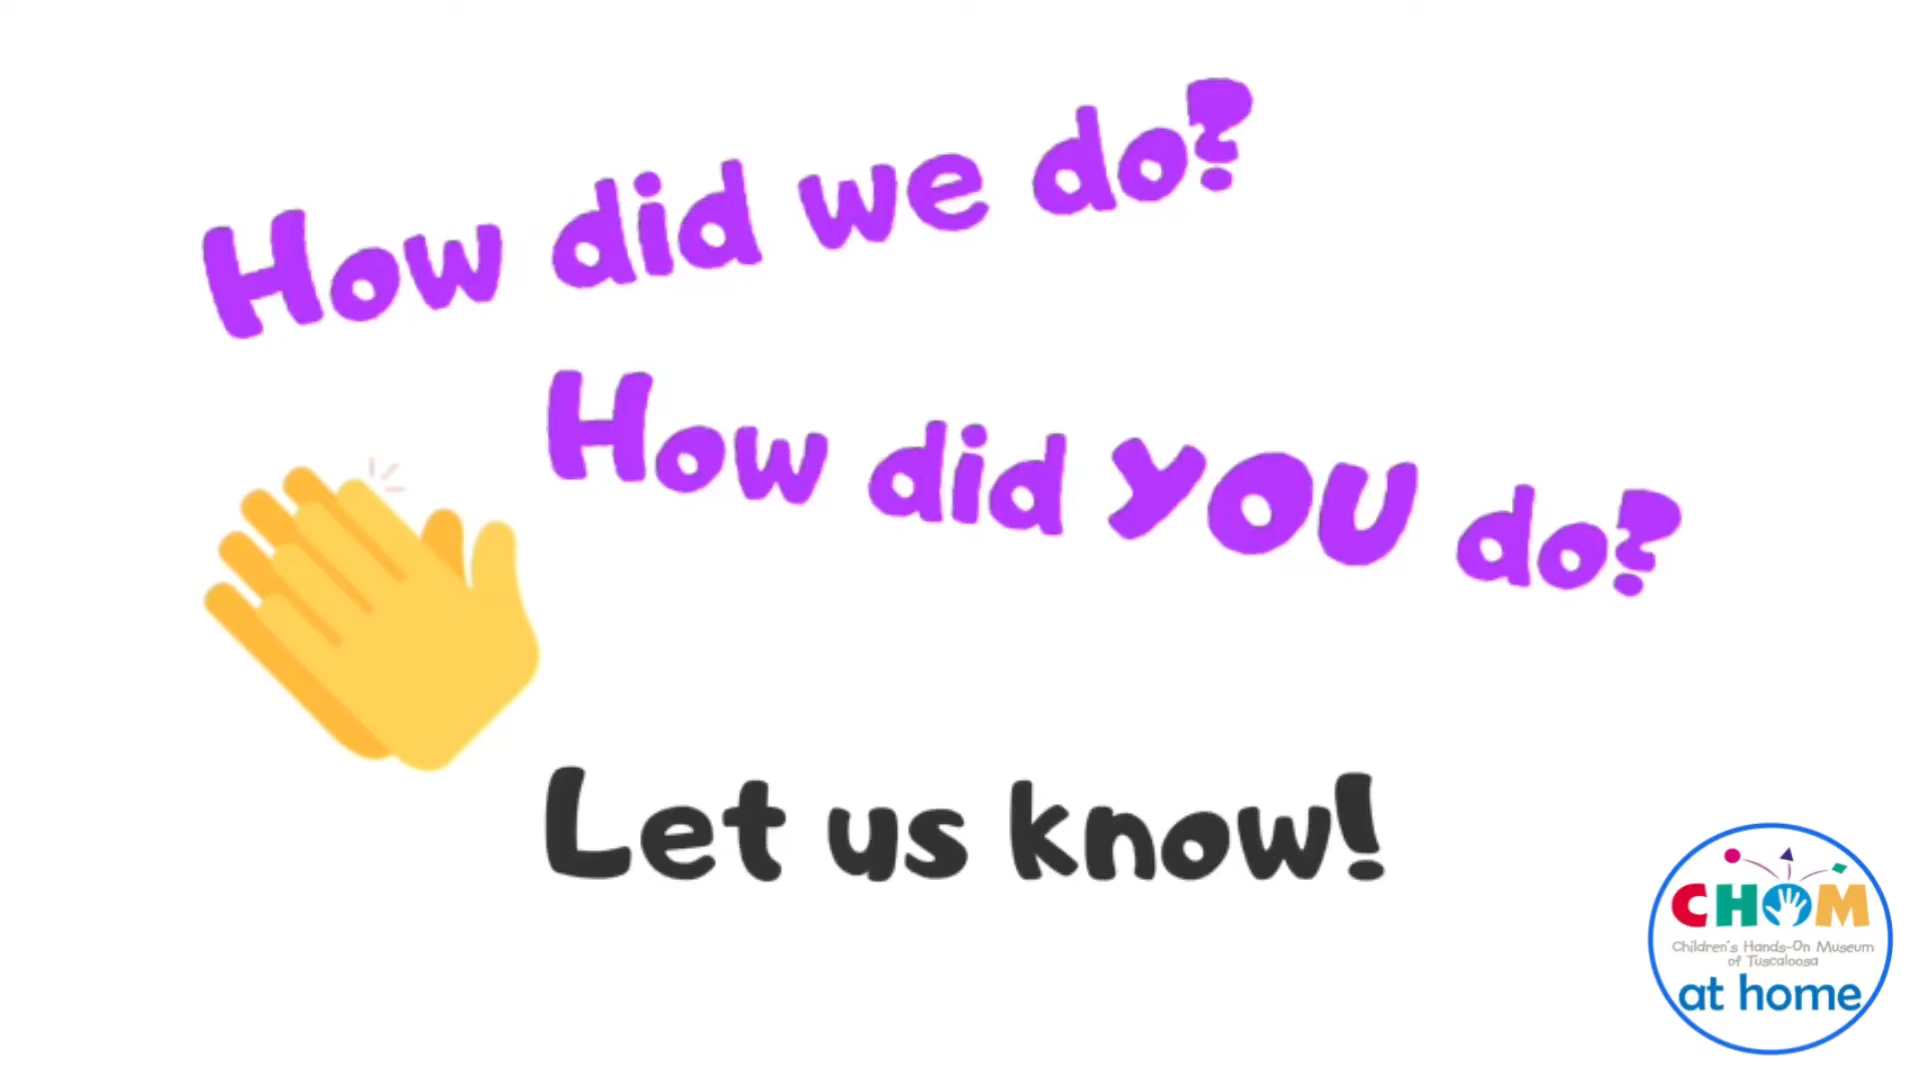 How did we do?
How did YOU do?
Let us know!
CHOM
Children's Hands-On Museum
of Tuscaloosa
at home